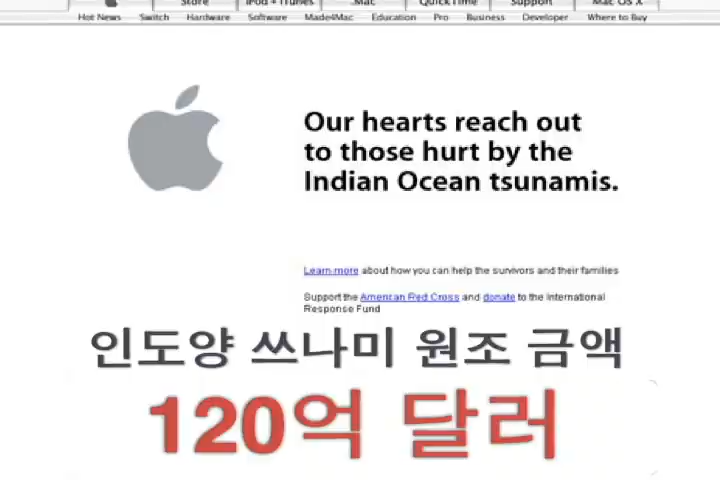 Store iPod + iTunes .Mac QuickTime Support Mac OS X
Hot News Switch Hardware Software Made4Mac Education Pro Business Developer Where to Buy
Our hearts reach out
to those hurt by the
Indian Ocean tsunamis.
Learn more about how you can help the survivors and their families
Support the American Red Cross and donate to the International
Response Fund
인도양 쓰나미 원조 금액
120억 달러